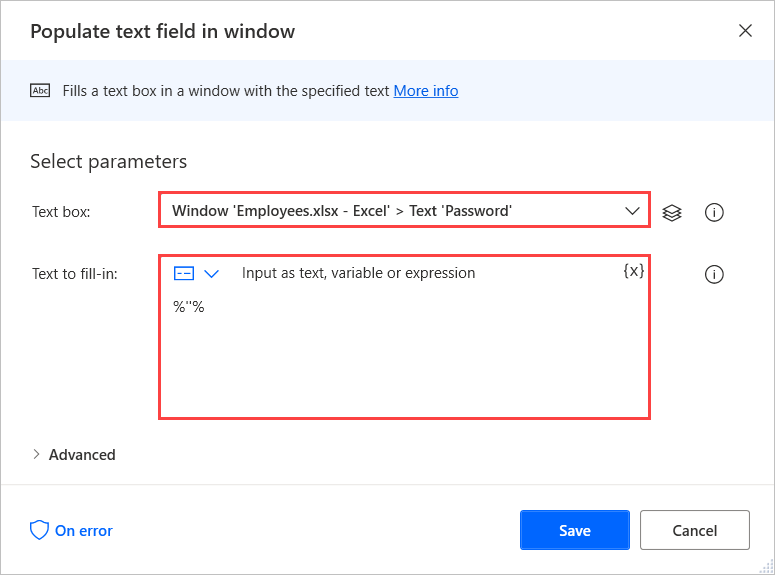 Populate text field in window
Abc
Fills a text box in a window with the specified text More info
Select parameters
Text box:
Window 'Employees.xlsx - Excel' > Text 'Password'
Text to fill-in:
Input as text, variable or expression
{x}
%''%
Advanced
On error
Save
Cancel